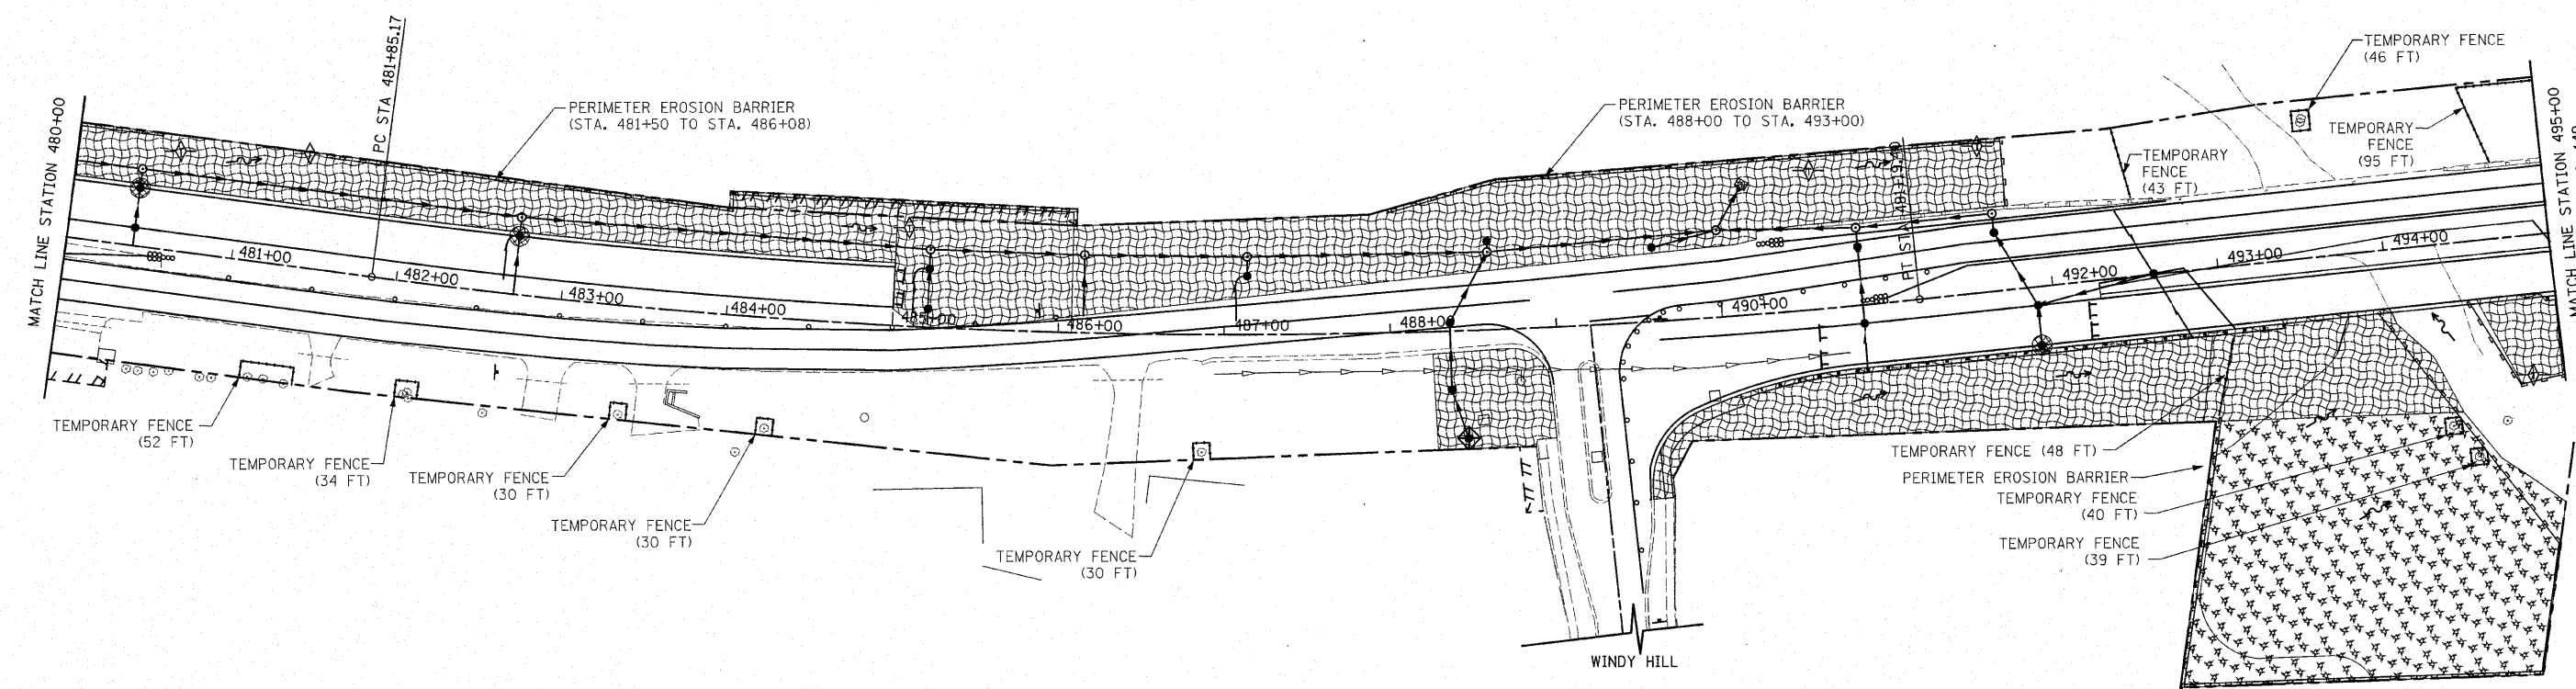 MATCH LINE STATION 480+00
PC STA 481+85.17
PERIMETER EROSION BARRIER
(STA. 481+50 TO STA. 486+08)
PERIMETER EROSION BARRIER
(STA. 488+00 TO STA. 493+00)
TEMPORARY FENCE
(46 FT)
TEMPORARY
FENCE
(95 FT)
TEMPORARY
FENCE
(43 FT)
MATCH LINE STATION 495+00
481+00
482+00
483+00
484+00
485+00
486+00
487+00
488+00
490+00
492+00
493+00
494+00
PT STA
TEMPORARY FENCE
(52 FT)
TEMPORARY FENCE
(34 FT)
TEMPORARY FENCE
(30 FT)
TEMPORARY FENCE
(30 FT)
TEMPORARY FENCE
(30 FT)
TEMPORARY FENCE (48 FT)
PERIMETER EROSION BARRIER
TEMPORARY FENCE
(40 FT)
TEMPORARY FENCE
(39 FT)
WINDY HILL